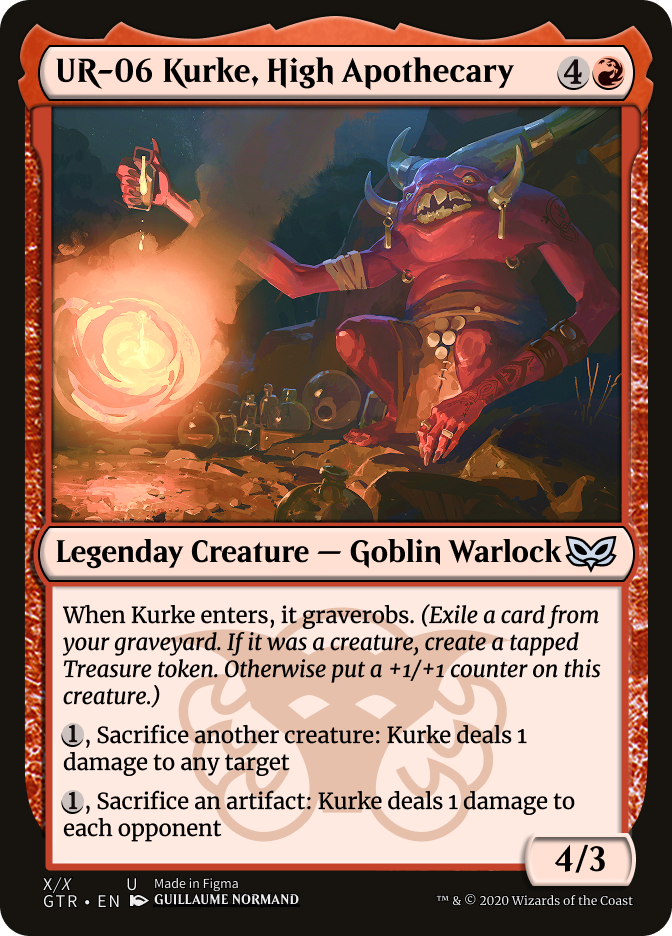 UR-06 Kurke, High Apothecary 4
Legenday Creature — Goblin Warlock
When Kurke enters, it graverobs. (Exile a card from
your graveyard. If it was a creature, create a tapped
Treasure token. Otherwise put a +1/+1 counter on this
creature.)
1, Sacrifice another creature: Kurke deals 1
damage to any target
1, Sacrifice an artifact: Kurke deals 1 damage to
each opponent
4/3
X/X U Made in Figma
GTR • EN GUILLAUME NORMAND
™ & © 2020 Wizards of the Coast